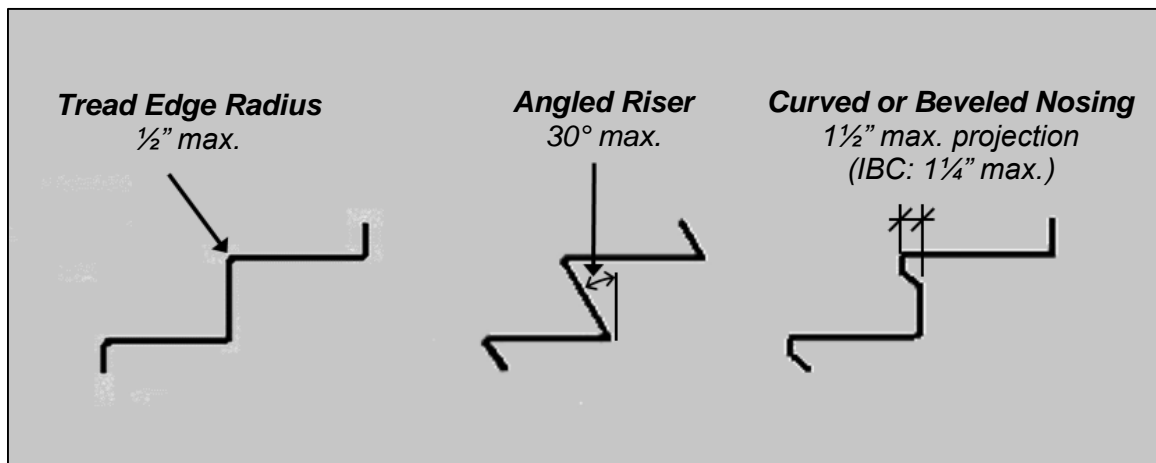 Tread Edge Radius
½” max.
Angled Riser
30° max.
Curved or Beveled Nosing
1½” max. projection
(IBC: 1¼” max.)